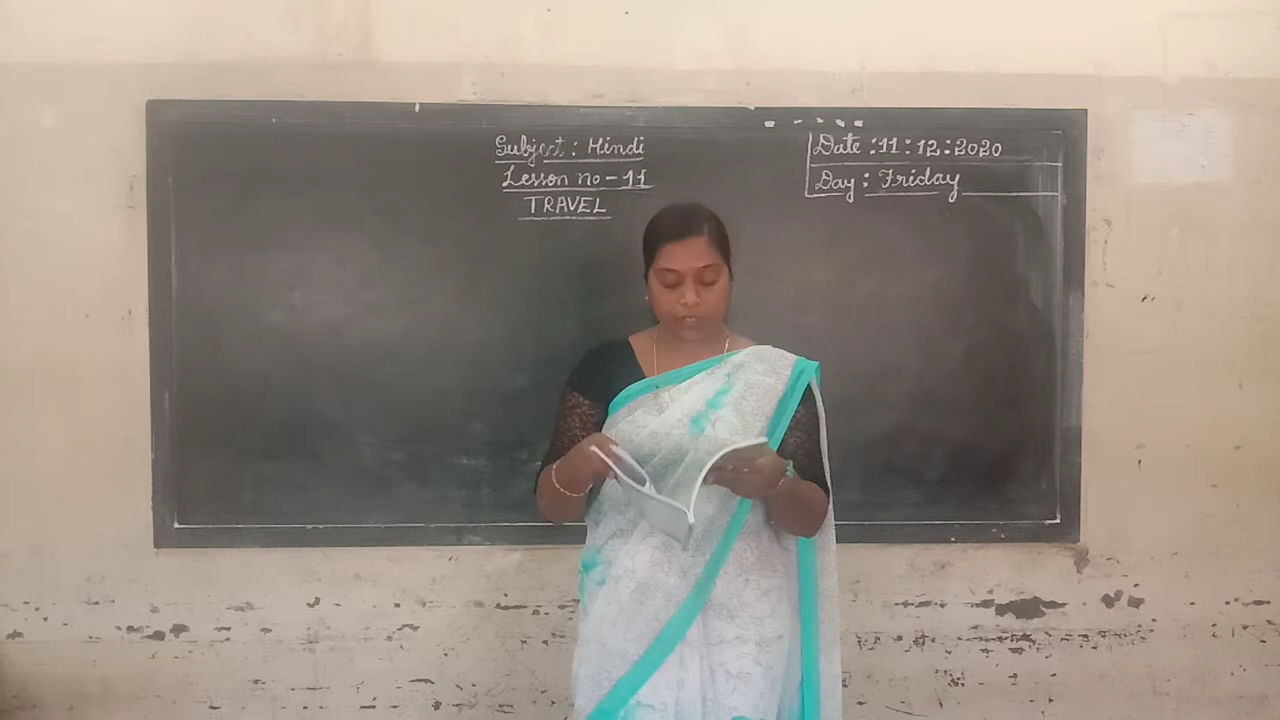 Subject : Hindi
Lesson no - 11
TRAVEL
Date : 11 : 12 : 2020
Day : Friday